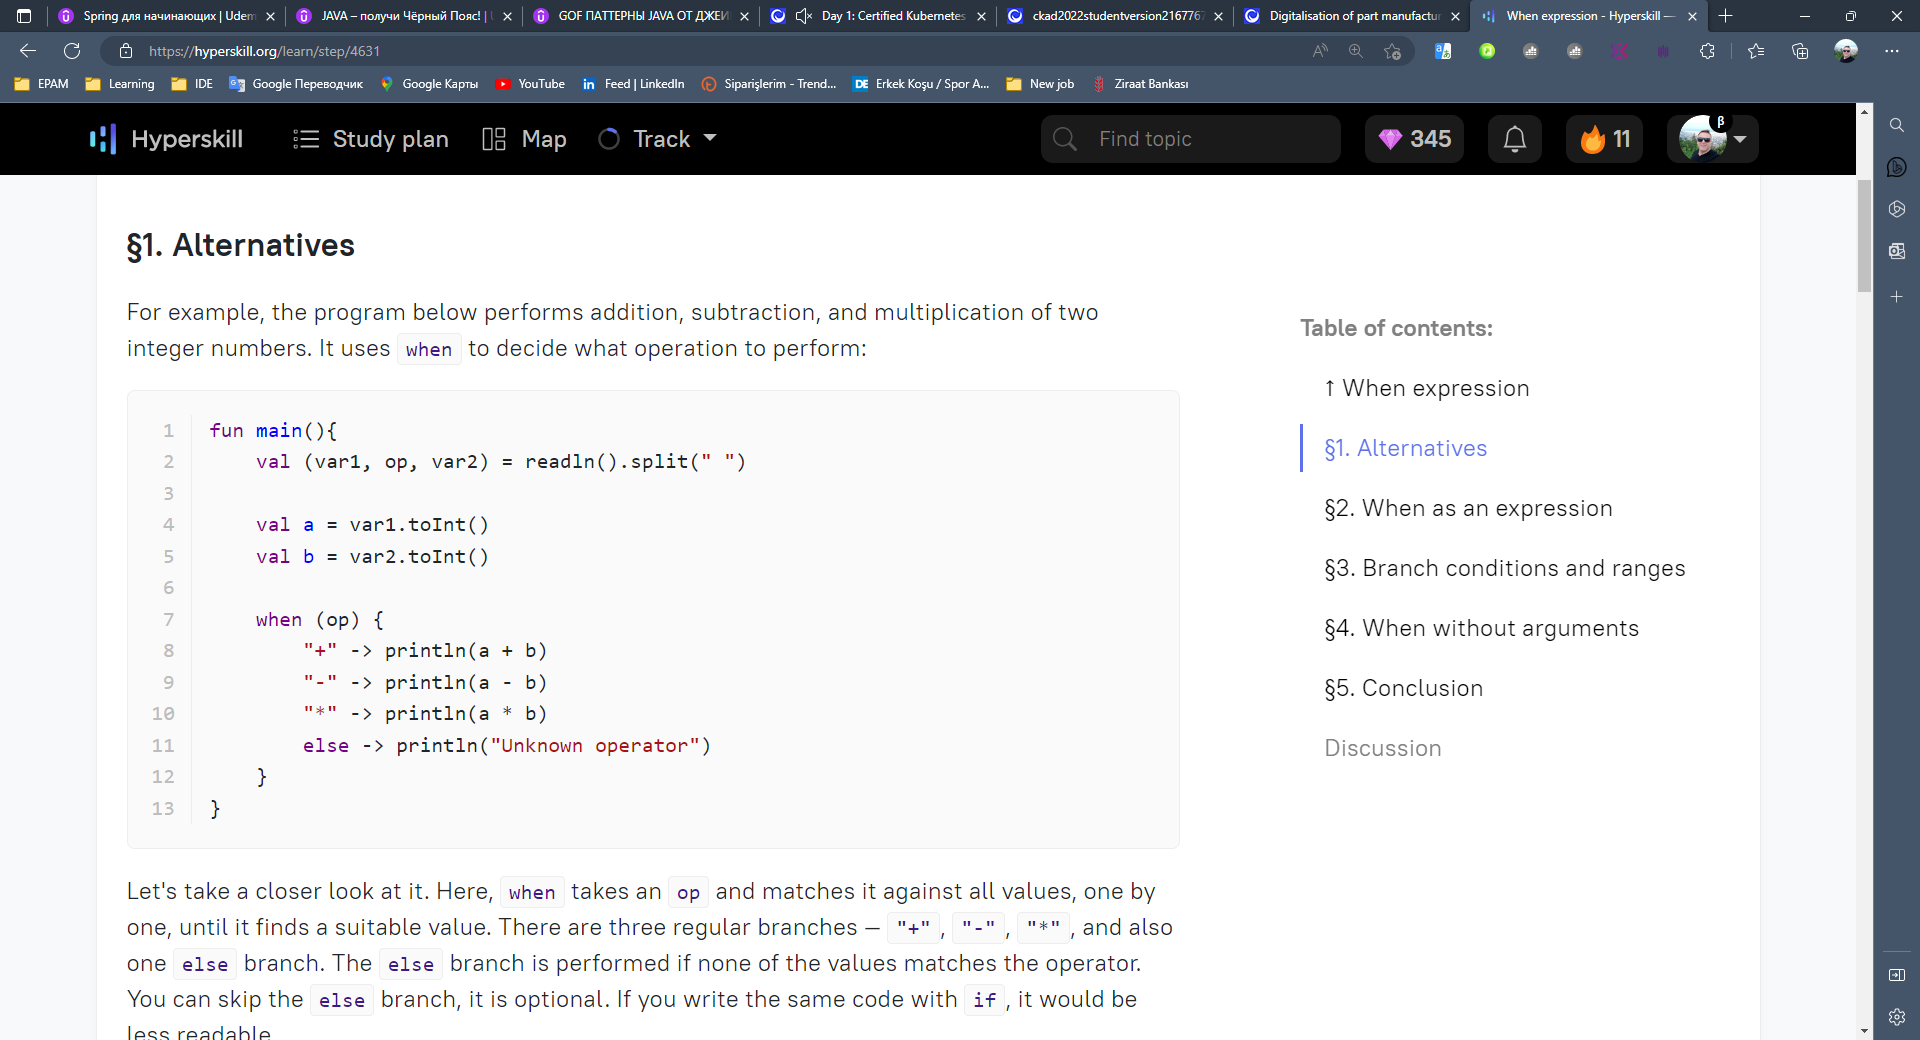 Spring для начинающих | Udem
JAVA – получи Чёрный Пояс! | U
GOF ПАТТЕРНЫ JAVA ОТ ДЖЕИ
Day 1: Certified Kubernetes
ckad2022studentversion216776
Digitalisation of part manufactur
When expression - Hyperskill —
https://hyperskill.org/learn/step/4631
EPAM
Learning
IDE
Google Переводчик
Google Карты
YouTube
Feed | LinkedIn
Siparişlerim - Trend...
Erkek Koşu / Spor A...
New job
Ziraat Bankası
Hyperskill
Study plan
Map
Track
Find topic
345
11
β
§1. Alternatives
For example, the program below performs addition, subtraction, and multiplication of two
integer numbers. It uses when to decide what operation to perform:
1 fun main(){
2     val (var1, op, var2) = readln().split(" ")
3
4     val a = var1.toInt()
5     val b = var2.toInt()
6
7     when (op) {
8         "+" -> println(a + b)
9         "-" -> println(a - b)
10         "*" -> println(a * b)
11         else -> println("Unknown operator")
12     }
13 }
Let's take a closer look at it. Here, when takes an op and matches it against all values, one by
one, until it finds a suitable value. There are three regular branches — "+", "-", "*", and also
one else branch. The else branch is performed if none of the values matches the operator.
You can skip the else branch, it is optional. If you write the same code with if, it would be
less readable
Table of contents:
↑ When expression
§1. Alternatives
§2. When as an expression
§3. Branch conditions and ranges
§4. When without arguments
§5. Conclusion
Discussion